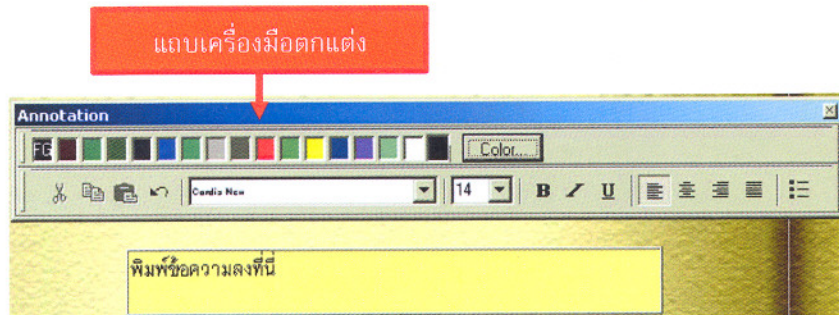 แถบเครื่องมือตกแต่ง
Annotation
FG Color...
Cordia New 14 B I U
พิมพ์ข้อความลงที่นี่